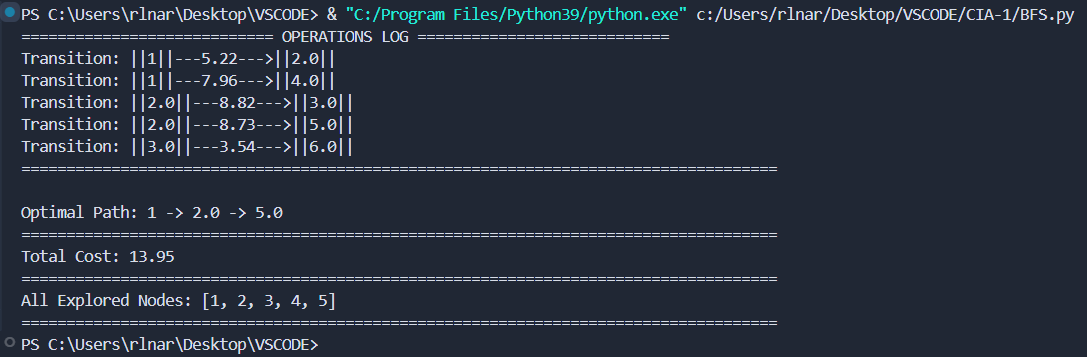 PS C:\Users\rlnar\Desktop\VSCODE> & "C:/Program Files/Python39/python.exe" c:/Users/rlnar/Desktop/VSCODE/CIA-1/BFS.py
============================ OPERATIONS LOG ============================
Transition: ||1||---5.22--->||2.0||
Transition: ||1||---7.96--->||4.0||
Transition: ||2.0||---8.82--->||3.0||
Transition: ||2.0||---8.73--->||5.0||
Transition: ||3.0||---3.54--->||6.0||
====================================================================================
Optimal Path: 1 -> 2.0 -> 5.0
====================================================================================
Total Cost: 13.95
====================================================================================
All Explored Nodes: [1, 2, 3, 4, 5]
====================================================================================
PS C:\Users\rlnar\Desktop\VSCODE>